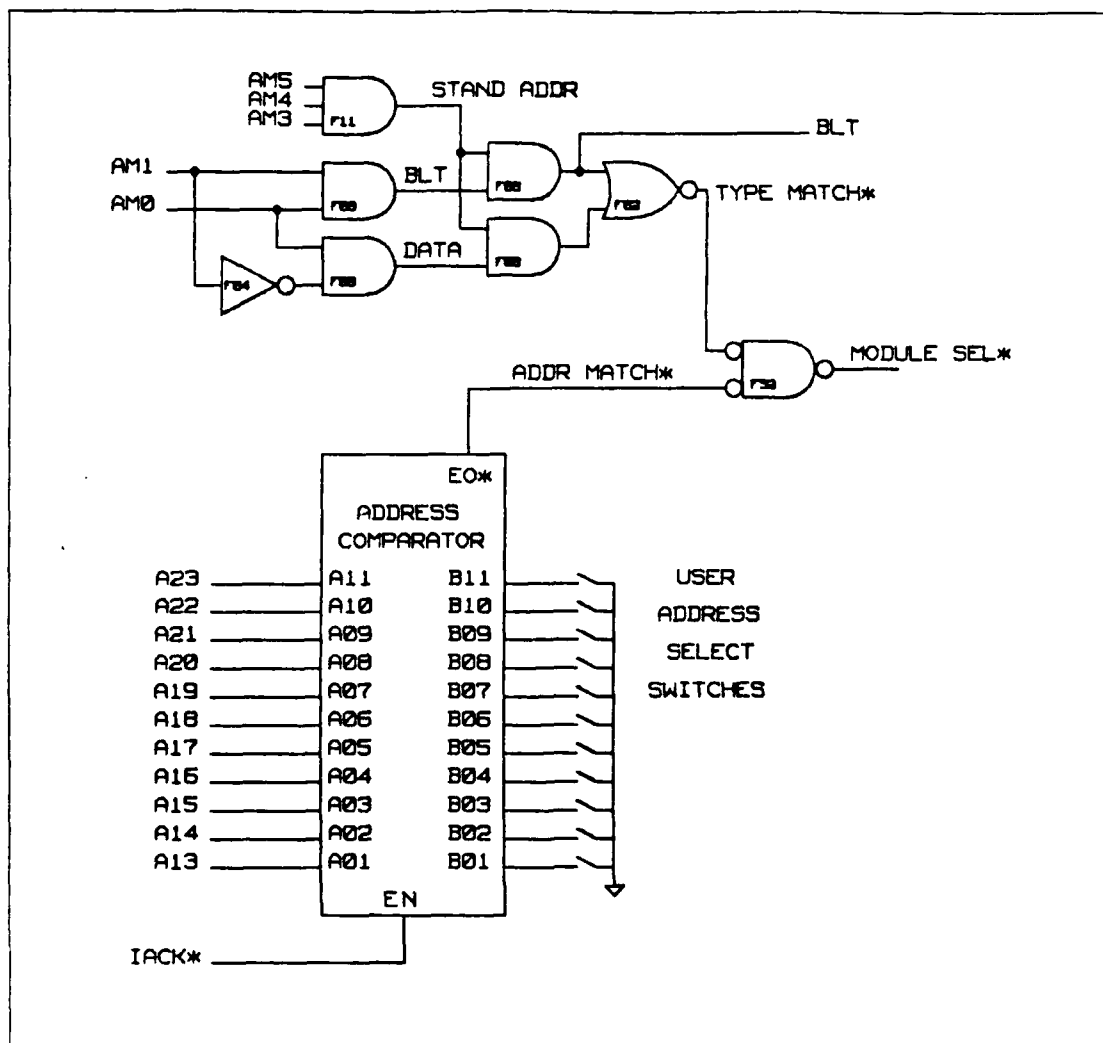 AM5
AM4
AM3
STAND ADDR
F11
BLT
AM1
BLT
AM0
TYPE MATCH*
DATA
MODULE SEL*
ADDR MATCH*
EO*
ADDRESS
COMPARATOR
A23 A11 B11 USER
A22 A10 B10 ADDRESS
A21 A09 B09
A20 A08 B08 SELECT
A19 A07 B07 SWITCHES
A18 A06 B06
A17 A05 B05
A16 A04 B04
A15 A03 B03
A14 A02 B02
A13 A01 B01
EN
IACK*